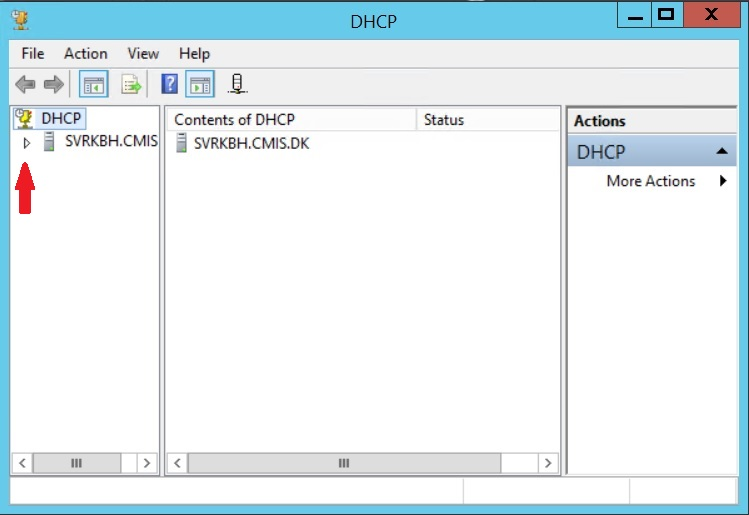 DHCP
File Action View Help
DHCP
SVRKBH.CMIS
Contents of DHCP Status
SVRKBH.CMIS.DK
Actions
DHCP
More Actions